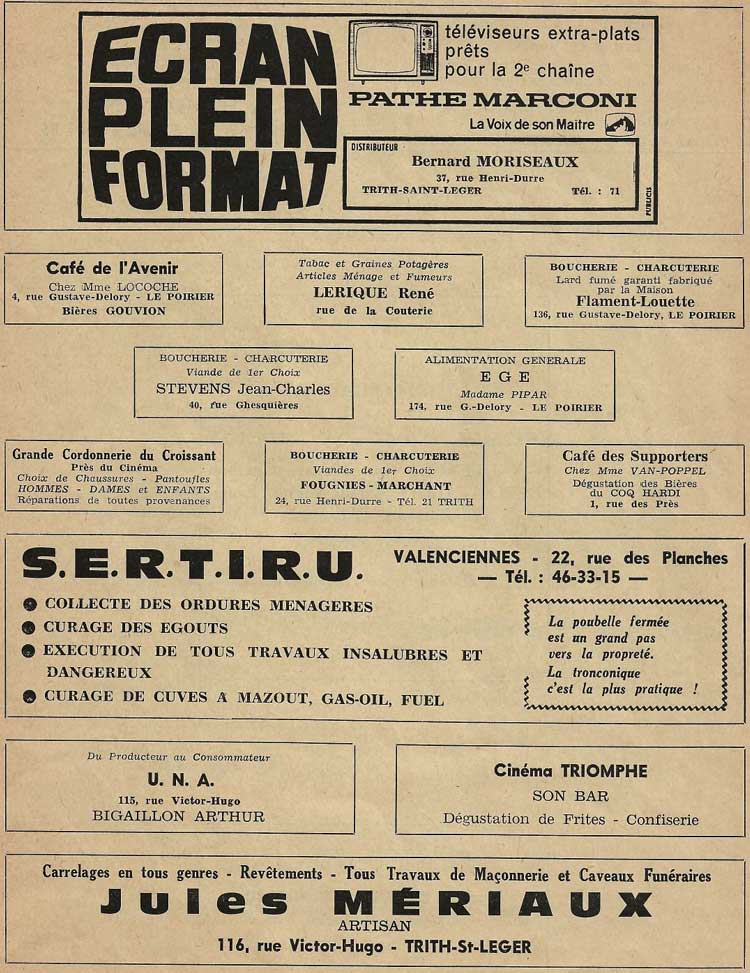 ECRAN
PLEIN
FORMAT
téléviseurs extra-plats
prêts
pour la 2e chaîne
PATHE MARCONI
La Voix de son Maître
DISTRIBUTEUR
Bernard MORISEAUX
37, rue Henri-Durre
TRITH-SAINT-LEGER Tél. : 71
PUBLICIS
Café de l'Avenir
Chez Mme LOCOCHE
4, rue Gustave-Delory - LE POIRIER
Bières GOUVION
Tabac et Graines Potagères
Articles Ménage et Fumeurs
LERIQUE René
rue de la Couterie
BOUCHERIE - CHARCUTERIE
Lard fumé garanti fabriqué
par la Maison
Flament-Louette
136, rue Gustave-Delory, LE POIRIER
BOUCHERIE - CHARCUTERIE
Viande de 1er Choix
STEVENS Jean-Charles
40, rue Ghesquières
ALIMENTATION GENERALE
E G E
Madame PIPAR
174, rue G.-Delory - LE POIRIER
Grande Cordonnerie du Croissant
Près du Cinéma
Choix de Chaussures - Pantoufles
HOMMES - DAMES et ENFANTS
Réparations de toutes provenances
BOUCHERIE - CHARCUTERIE
Viandes de 1er Choix
FOUGNIES - MARCHANT
24, rue Henri-Durre - Tél. 21 TRITH
Café des Supporters
Chez Mme VAN-POPPEL
Dégustation des Bières
du COQ HARDI
1, rue des Près
S.E.R.T.I.R.U.
VALENCIENNES - 22, rue des Planches
— Tél. : 46-33-15 —
● COLLECTE DES ORDURES MENAGERES
● CURAGE DES EGOUTS
● EXECUTION DE TOUS TRAVAUX INSALUBRES ET
DANGEREUX
● CURAGE DE CUVES A MAZOUT, GAS-OIL, FUEL
La poubelle fermée
est un grand pas
vers la propreté.
La tronconique
c'est la plus pratique !
Du Producteur au Consommateur
U. N. A.
115, rue Victor-Hugo
BIGAILLON ARTHUR
Cinéma TRIOMPHE
SON BAR
Dégustation de Frites - Confiserie
Carrelages en tous genres - Revêtements - Tous Travaux de Maçonnerie et Caveaux Funéraires
Jules MÉRIAUX
ARTISAN
116, rue Victor-Hugo - TRITH-St-LEGER